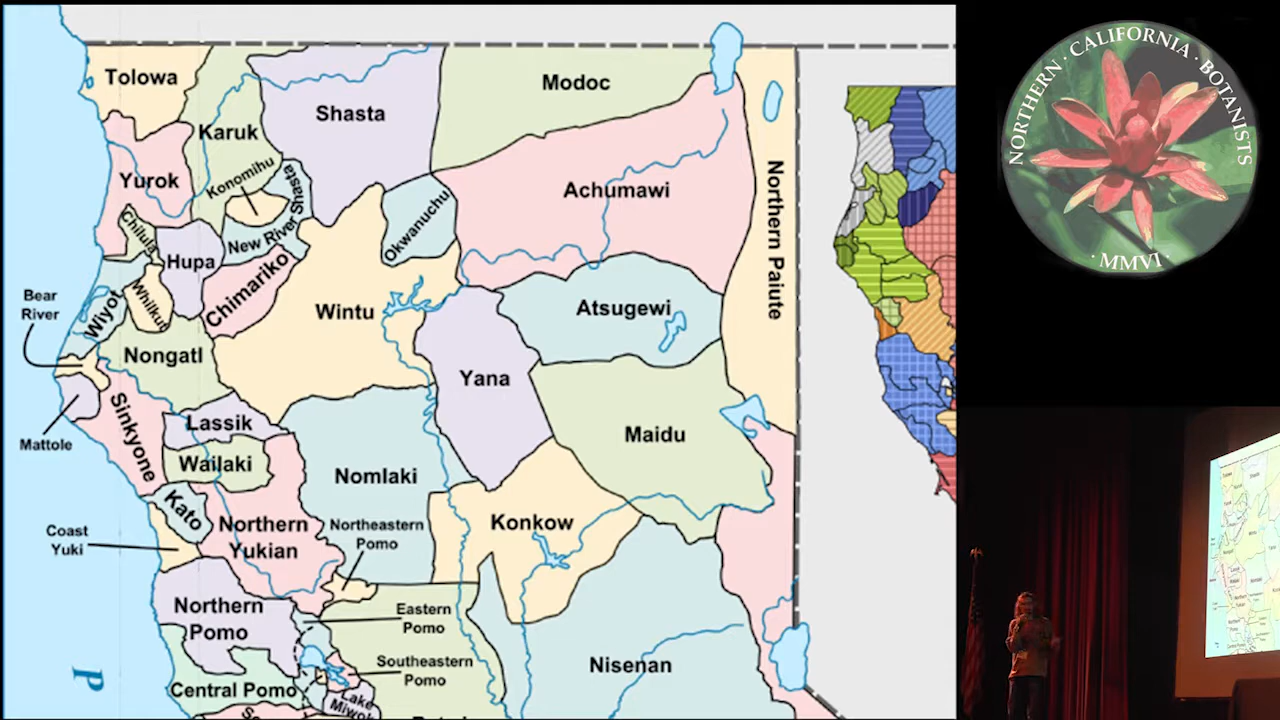 Tolowa
Karuk
Shasta
Modoc
Yurok
Konomihu
Shasta
New River
Okwanuchu
Achumawi
Northern Paiute
Chilula
Hupa
Chimariko
Bear
River
Wiyot
Whilkut
Wintu
Atsugewi
Nongatl
Yana
Mattole
Sinkyone
Lassik
Wailaki
Maidu
Nomlaki
Kato
Northern
Yukian
Northeastern
Pomo
Konkow
Coast
Yuki
Northern
Pomo
Eastern
Pomo
Southeastern
Pomo
Central Pomo
Lake
Miwok
Nisenan
P
NORTHERN · CALIFORNIA · BOTANISTS
· MMVI ·